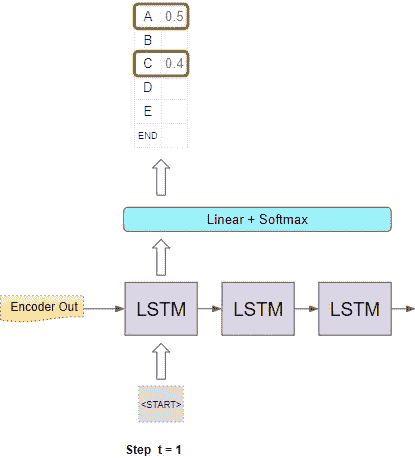 A 0.5
B
C 0.4
D
E
END
Linear + Softmax
Encoder Out
LSTM
LSTM
LSTM
<START>
Step t = 1